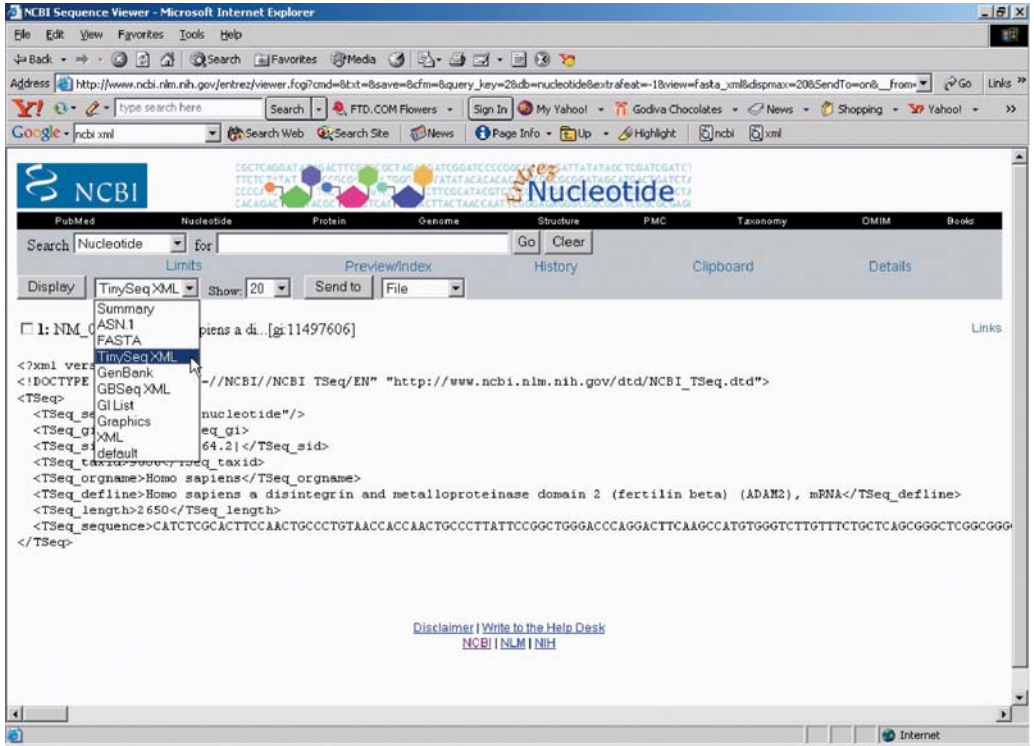 NCBI Sequence Viewer - Microsoft Internet Explorer
File Edit View Favorites Tools Help
Back Search Favorites Media
Address http://www.ncbi.nlm.nih.gov/entrez/viewer.fcgi?cmd=&txt=&save=&cfm=&query_key=2&db=nucleotide&extrafeat=-1&view=fasta_xml&dispmax=20&SendTo=on&__from= Go Links »
Y! type search here Search FTD.COM Flowers Sign In My Yahoo! Godiva Chocolates News Shopping Yahoo! »
Google ncbi xml Search Web Search Site News Page Info Up Highlight ncbi xml
NCBI Entrez Nucleotide
PubMed Nucleotide Protein Genome Structure PMC Taxonomy OMIM Books
Search Nucleotide for Go Clear
Limits Preview/Index History Clipboard Details
Display TinySeq XML Show: 20 Send to File
Summary
ASN.1
FASTA
TinySeq XML
GenBank
GBSeq XML
GI List
Graphics
XML
default
1: NM_0 piens a di...[gi:11497606] Links
<?xml vers
<!DOCTYPE -//NCBI//NCBI TSeq/EN" "http://www.ncbi.nlm.nih.gov/dtd/NCBI_TSeq.dtd">
<TSeq>
<TSeq_se nucleotide"/>
<TSeq_gi eq_gi>
<TSeq_si 64.2|</TSeq_sid>
<TSeq_taxid>9606</TSeq_taxid>
<TSeq_orgname>Homo sapiens</TSeq_orgname>
<TSeq_defline>Homo sapiens a disintegrin and metalloproteinase domain 2 (fertilin beta) (ADAM2), mRNA</TSeq_defline>
<TSeq_length>2650</TSeq_length>
<TSeq_sequence>CATCTCGCACTTCCAACTGCCCTGTAACCACCAACTGCCCTTATTCCGGCTGGGACCCAGGACTTCAAGCCATGTGGGTCTTGTTTCTGCTCAGCGGGCTCGGCGGG
</TSeq>
Disclaimer | Write to the Help Desk
NCBI | NLM | NIH
Internet